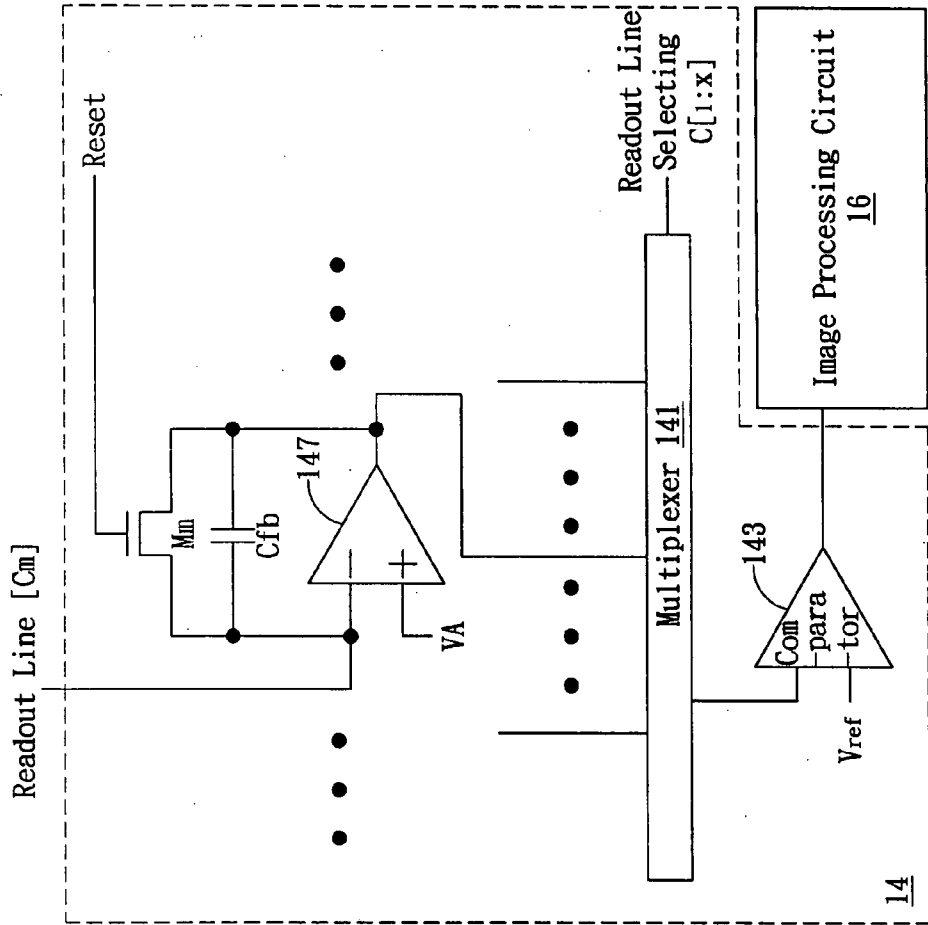 Readout Line [Cm]
Reset
Mm
Cfb
147
VA
Multiplexer 141
Readout Line
Selecting
C[1:x]
143
Com
para
tor
Vref
Image Processing Circuit
16
14